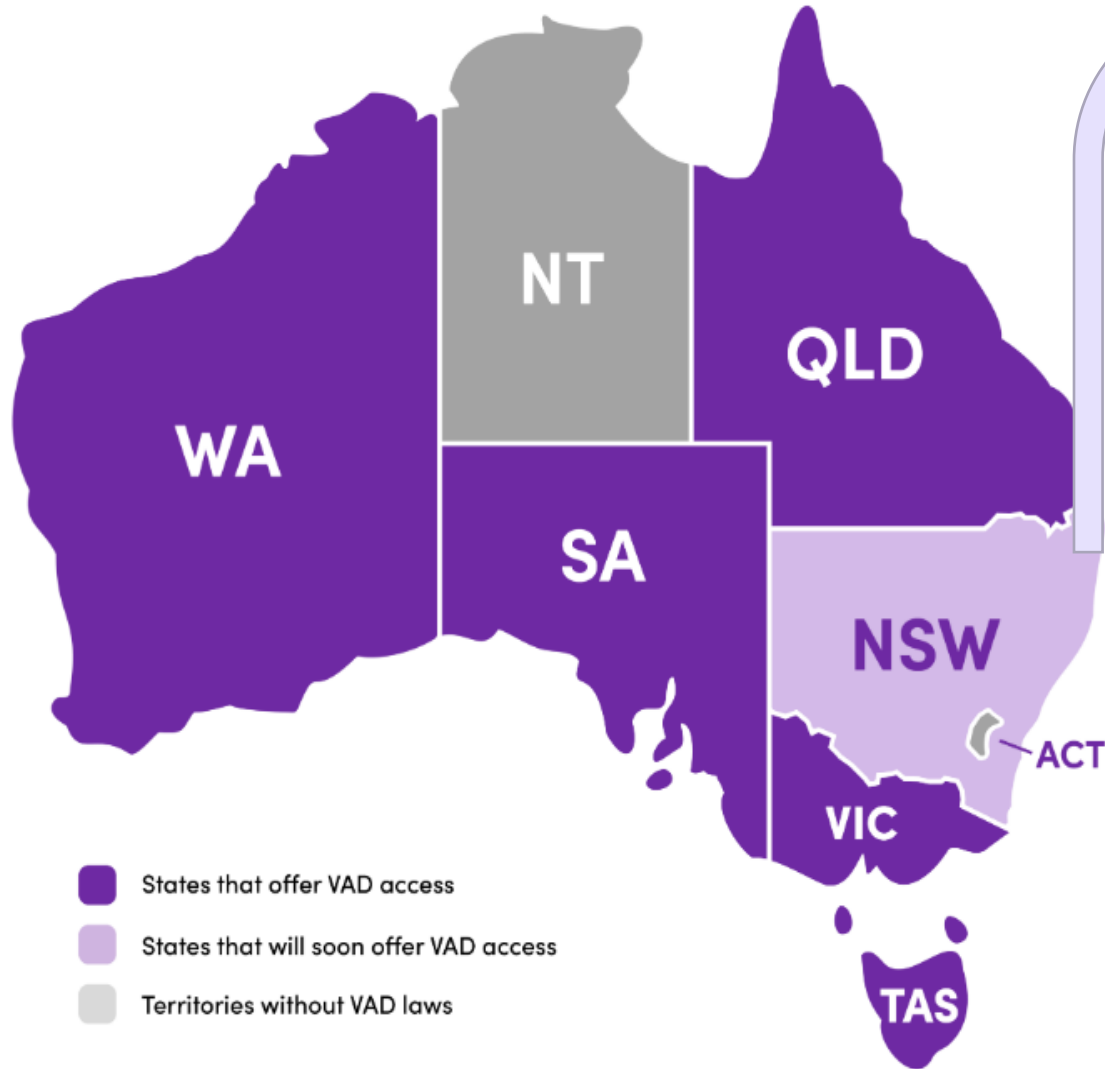 NT
QLD
WA
SA
NSW
ACT
VIC
TAS
States that offer VAD access
States that will soon offer VAD access
Territories without VAD laws